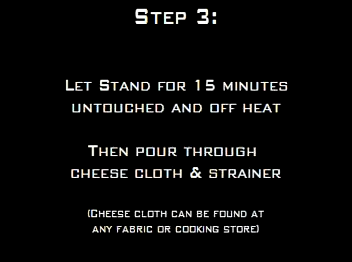 Step 3:
Let Stand for 15 minutes
untouched and off heat
Then pour through
cheese cloth & strainer
(Cheese cloth can be found at
any fabric or cooking store)